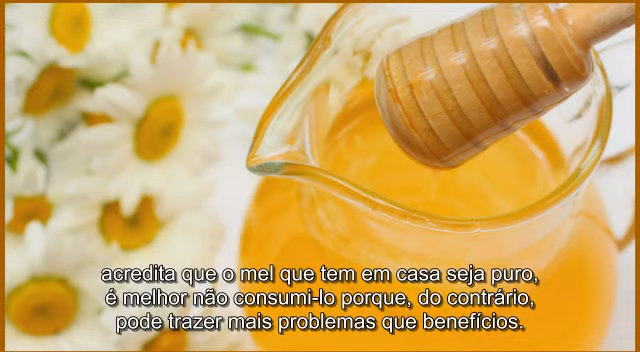 acredita que o mel que tem em casa seja puro,
é melhor não consumi-lo porque, do contrário,
pode trazer mais problemas que benefícios.